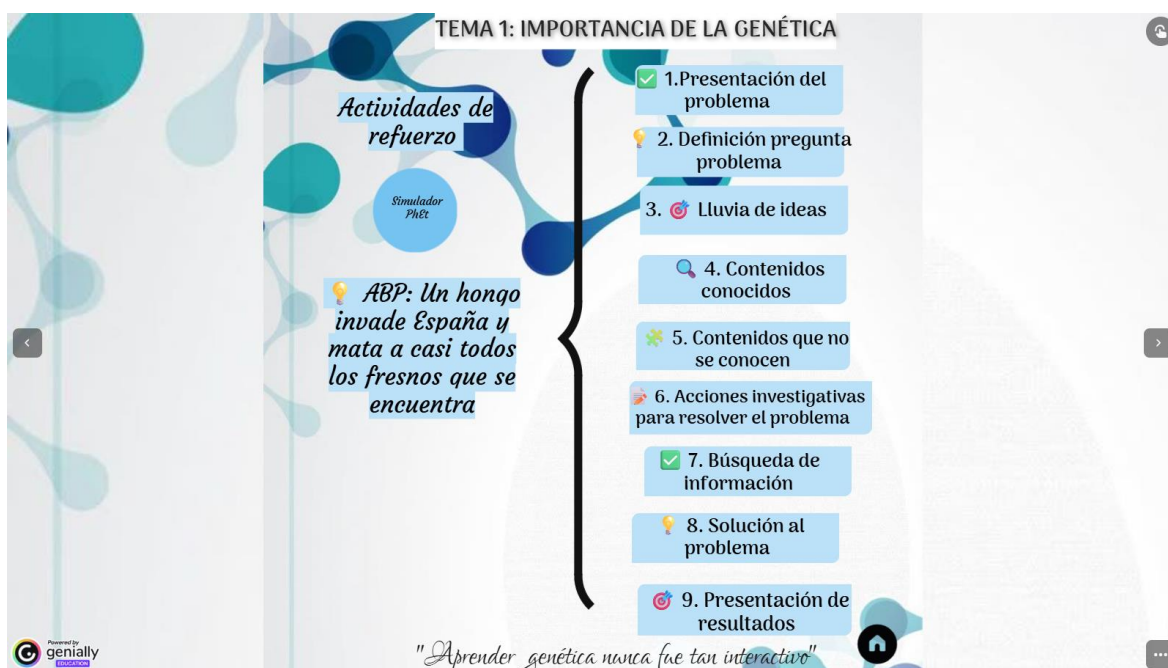 TEMA 1: IMPORTANCIA DE LA GENÉTICA
Actividades de
refuerzo
Simulador
PhEt
💡 ABP: Un hongo
invade España y
mata a casi todos
los fresnos que se
encuentra
✅ 1.Presentación del
problema
💡 2. Definición pregunta
problema
3. 🎯 Lluvia de ideas
🔍 4. Contenidos
conocidos
🧩 5. Contenidos que no
se conocen
6. Acciones investigativas
para resolver el problema
✅ 7. Búsqueda de
información
💡 8. Solución al
problema
🎯 9. Presentación de
resultados
" Aprender genética nunca fue tan interactivo"
Powered by
genially
EDUCATION